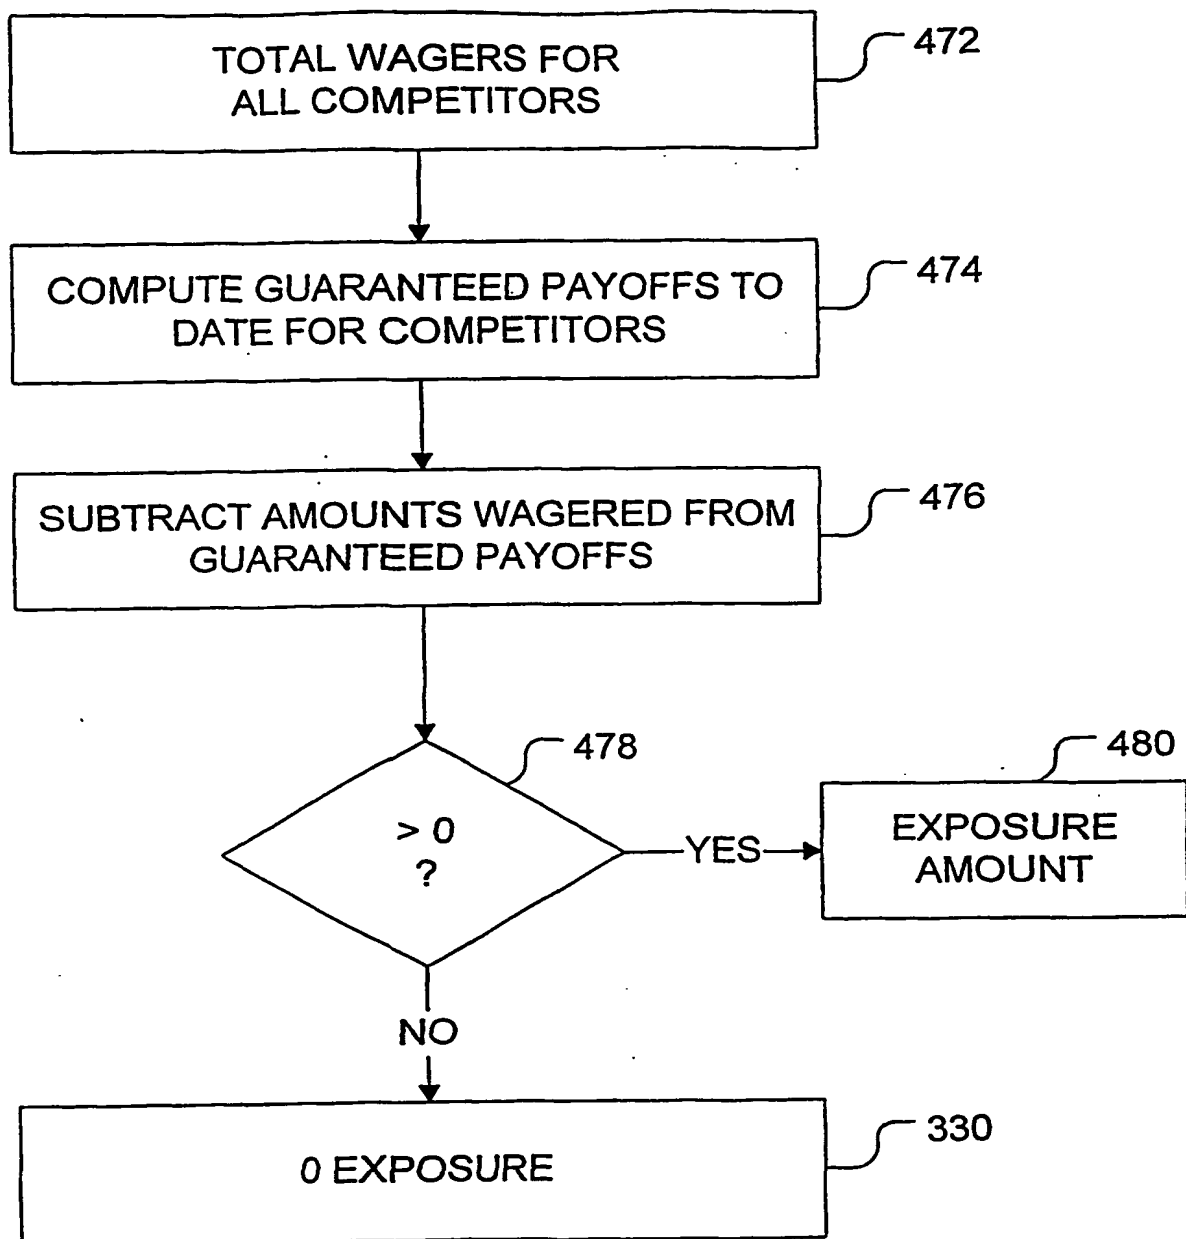 TOTAL WAGERS FOR
ALL COMPETITORS
472
COMPUTE GUARANTEED PAYOFFS TO
DATE FOR COMPETITORS
474
SUBTRACT AMOUNTS WAGERED FROM
GUARANTEED PAYOFFS
476
> 0
?
478
YES
EXPOSURE
AMOUNT
480
NO
0 EXPOSURE
330